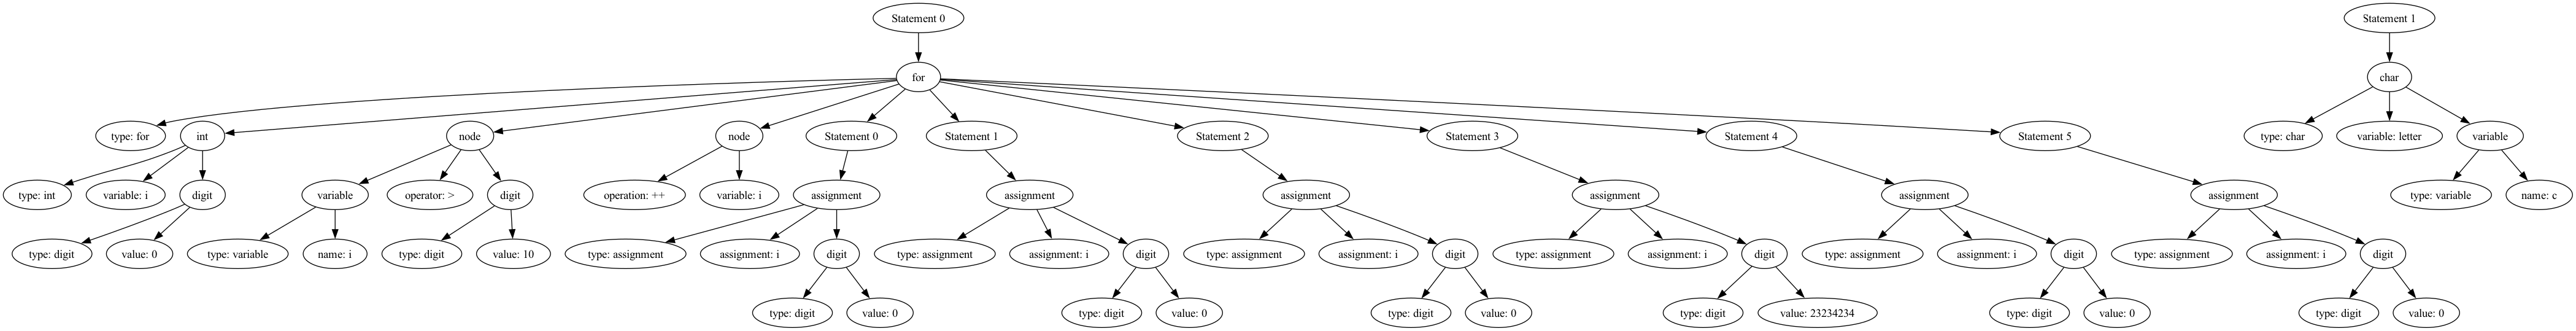 Statement 0
Statement 1
for
char
type: for
int
node
node
Statement 0
Statement 1
Statement 2
Statement 3
Statement 4
Statement 5
type: char
variable: letter
variable
type: int
variable: i
digit
variable
operator: >
digit
operation: ++
variable: i
assignment
assignment
assignment
assignment
assignment
assignment
type: variable
name: c
type: digit
value: 0
type: variable
name: i
type: digit
value: 10
type: assignment
assignment: i
digit
type: assignment
assignment: i
digit
type: assignment
assignment: i
digit
type: assignment
assignment: i
digit
type: assignment
assignment: i
digit
type: assignment
assignment: i
digit
type: digit
value: 0
type: digit
value: 0
type: digit
value: 0
type: digit
value: 23234234
type: digit
value: 0
type: digit
value: 0